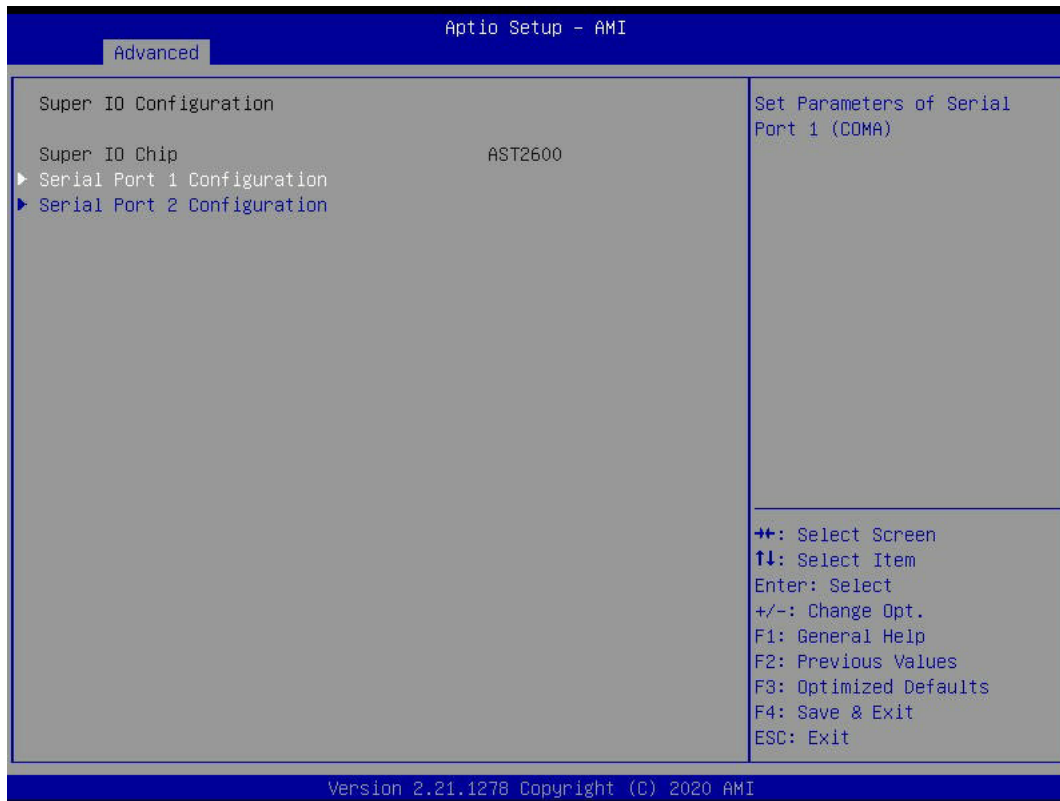 Aptio Setup – AMI
Advanced
Super IO Configuration
Super IO Chip AST2600
▶ Serial Port 1 Configuration
▶ Serial Port 2 Configuration
Set Parameters of Serial
Port 1 (COMA)
→←: Select Screen
↑↓: Select Item
Enter: Select
+/-: Change Opt.
F1: General Help
F2: Previous Values
F3: Optimized Defaults
F4: Save & Exit
ESC: Exit
Version 2.21.1278 Copyright (C) 2020 AMI